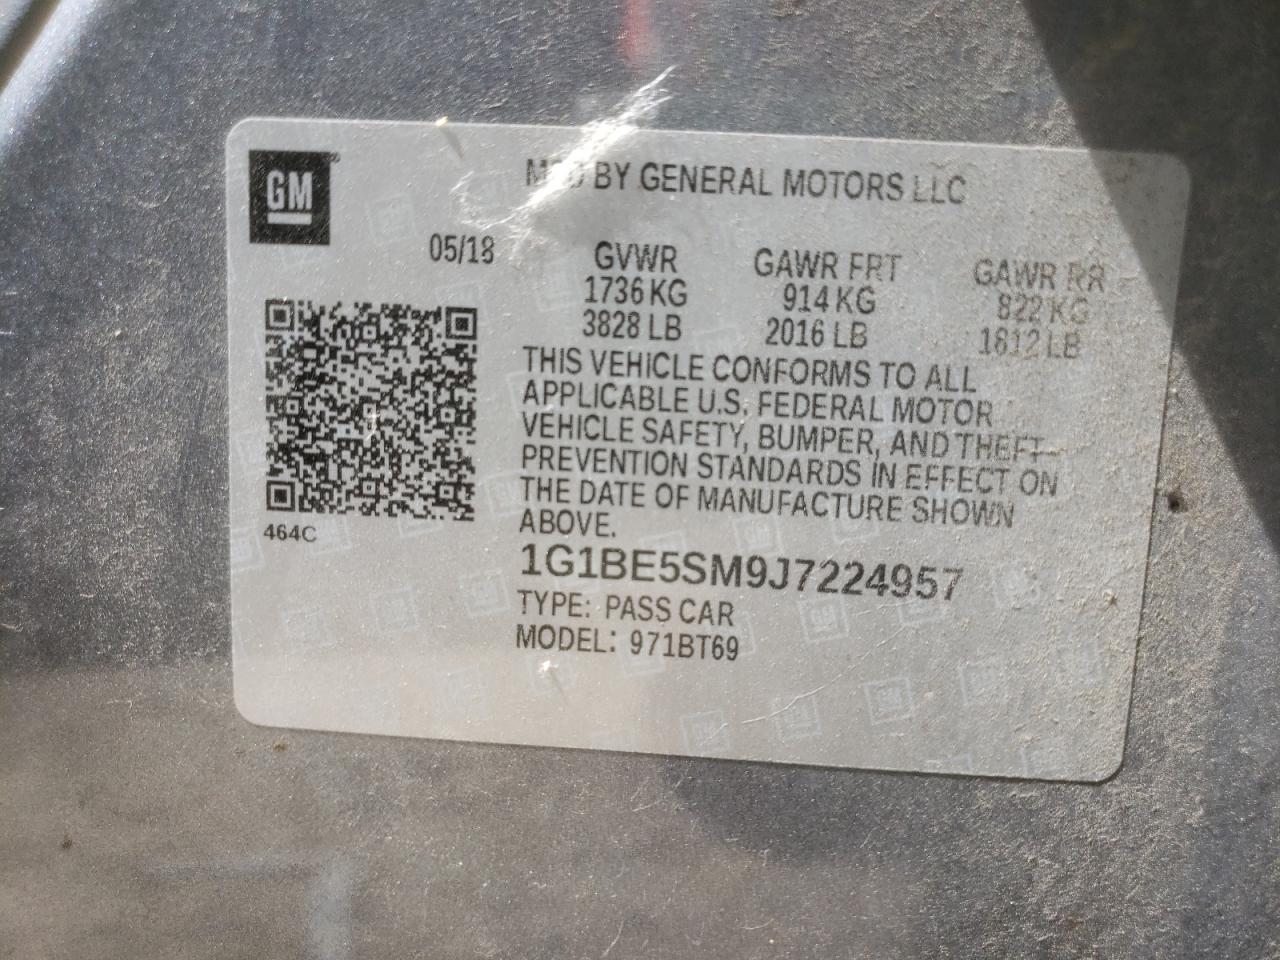 GM
MFD BY GENERAL MOTORS LLC
05/18
GVWR GAWR FRT GAWR RR
1736 KG 914 KG 822 KG
3828 LB 2016 LB 1812 LB
THIS VEHICLE CONFORMS TO ALL
APPLICABLE U.S. FEDERAL MOTOR
VEHICLE SAFETY, BUMPER, AND THEFT
PREVENTION STANDARDS IN EFFECT ON
THE DATE OF MANUFACTURE SHOWN
ABOVE.
464C
1G1BE5SM9J7224957
TYPE: PASS CAR
MODEL: 971BT69